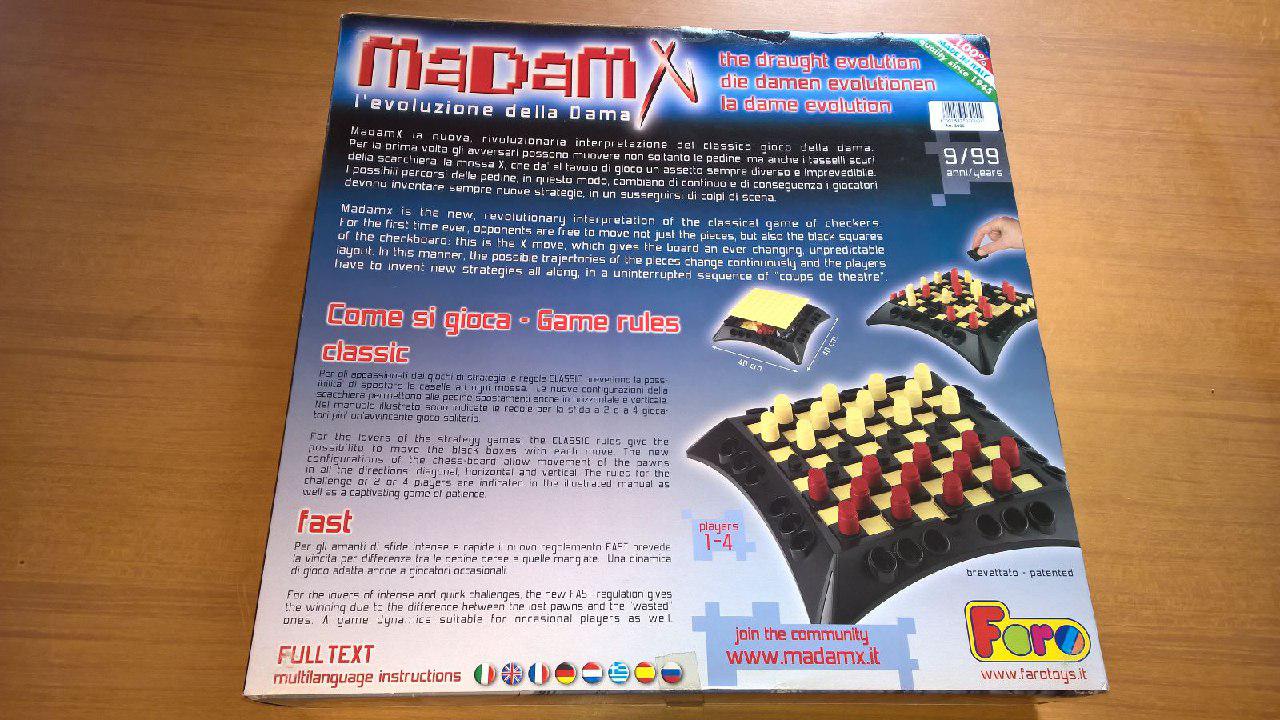 MaDaM X
l'evoluzione della Dama
the draught evolution
die damen evolutionen
la dame evolution
100%
MADE IN ITALY
quality since 1945
9/99
anni/years
MadamX la nuova, rivoluzionaria interpretazione del classico gioco della dama.
Per la prima volta gli avversari possono muovere non soltanto le pedine, ma anche i tasselli scuri
della scacchiera: la mossa X, che da' al tavolo di gioco un assetto sempre diverso e imprevedibile.
I possibili percorsi delle pedine, in questo modo, cambiano di continuo e di conseguenza i giocatori
devono inventare sempre nuove strategie, in un susseguirsi di colpi di scena.
Madamx is the new, revolutionary interpretation of the classical game of checkers.
For the first time ever, opponents are free to move not just the pieces, but also the black squares
of the checkboard: this is the X move, which gives the board an ever changing, unpredictable
layout. In this manner, the possible trajectories of the pieces change continuously and the players
have to invent new strategies all along, in a uninterrupted sequence of "coups de theatre".
Come si gioca - Game rules
classic
Per gli appassionati dei giochi di strategia le regole CLASSIC prevedono la possi-
bilita' di spostare le caselle a ogni mossa. Le nuove configurazioni della
scacchiera permettono alle pedine spostamenti anche in orizzontale e verticale.
Nel manuale illustrato sono indicate le regole per la sfida a 2 o a 4 gioca-
tori piu' un avvincente gioco solitario.
For the lovers of the strategy games the CLASSIC rules give the
possibility to move the black boxes with each move. The new
configurations of the chess-board allow movement of the pawns
in all the directions: diagonal, horizontal and vertical. The rules for the
challenge of 2 or 4 players are indicated in the illustrated manual as
well as a captivating game of patience.
fast
Per gli amanti di sfide intense e rapide il nuovo regolamento FAST prevede
la vincita per differenza tra le pedine perse e quelle mangiate. Una dinamica
di gioco adatta anche a giocatori occasionali.
For the lovers of intense and quick challenges, the new FAST regulation gives
the winning due to the difference between the lost pawns and the "wasted"
ones. A game dynamics suitable for occasional players as well.
40 cm
40 cm
players
1-4
brevettato - patented
FULL TEXT
multilanguage instructions
join the community
www.madamx.it
Faro
www.farotoys.it